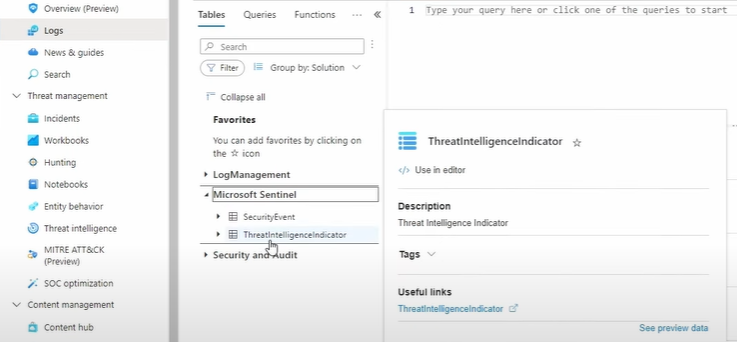 Overview (Preview)
Logs
News & guides
Search
Threat management
Incidents
Workbooks
Hunting
Notebooks
Entity behavior
Threat intelligence
MITRE ATT&CK
(Preview)
SOC optimization
Content management
Content hub
Tables Queries Functions ··· «
Search
Filter Group by: Solution
Collapse all
Favorites
You can add favorites by clicking on
the ☆ icon
LogManagement
Microsoft Sentinel
SecurityEvent
ThreatIntelligenceIndicator
Security and Audit
1 Type your query here or click one of the queries to start
ThreatIntelligenceIndicator
</> Use in editor
Description
Threat Intelligence Indicator
Tags
Useful links
ThreatIntelligenceIndicator
See preview data